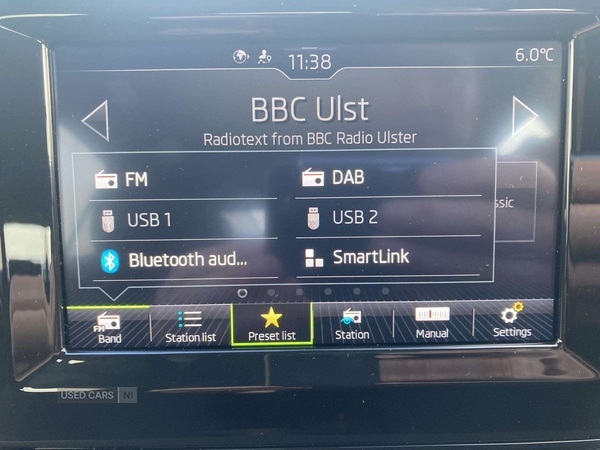 11:38
6.0°C
BBC Ulst
Radiotext from BBC Radio Ulster
FM
DAB
USB 1
USB 2
Bluetooth aud...
SmartLink
ssic
FM
Band
Station list
Preset list
Station
Manual
Settings
USED CARS NI